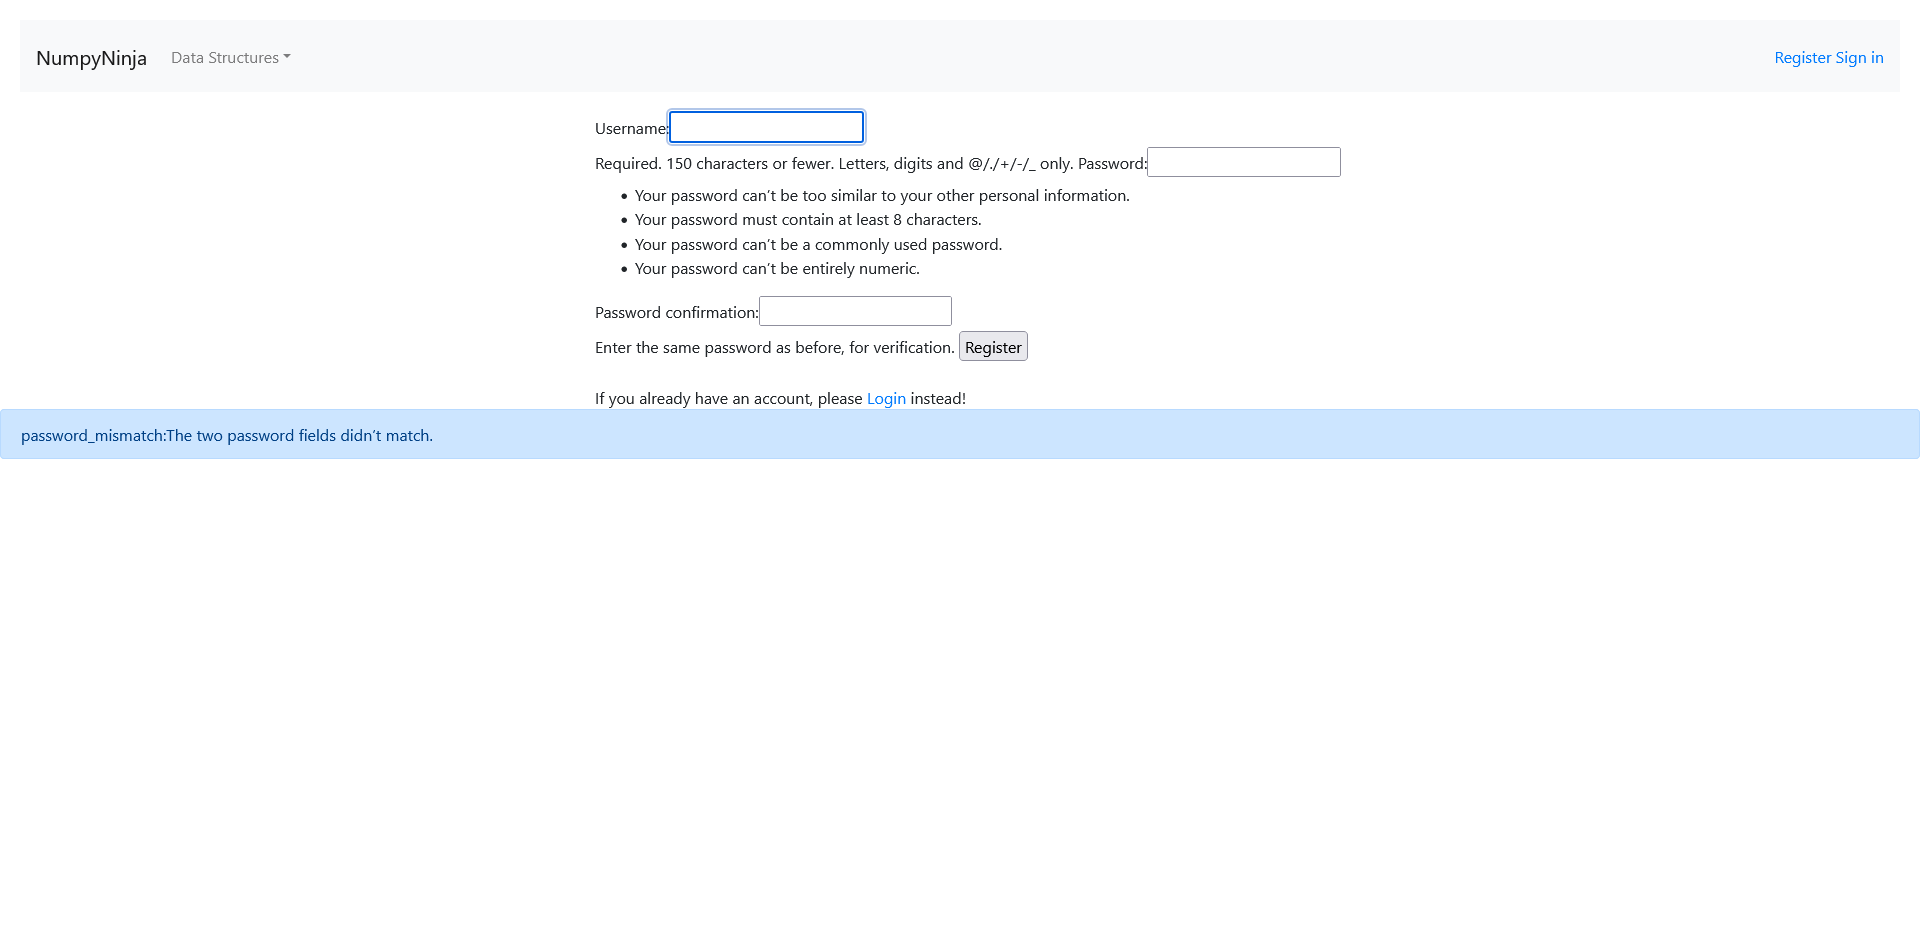 NumpyNinja Data Structures Register Sign in
Username:
Required. 150 characters or fewer. Letters, digits and @/./+/-/_ only. Password:
• Your password can’t be too similar to your other personal information.
• Your password must contain at least 8 characters.
• Your password can’t be a commonly used password.
• Your password can’t be entirely numeric.
Password confirmation:
Enter the same password as before, for verification. Register
If you already have an account, please Login instead!
password_mismatch:The two password fields didn’t match.